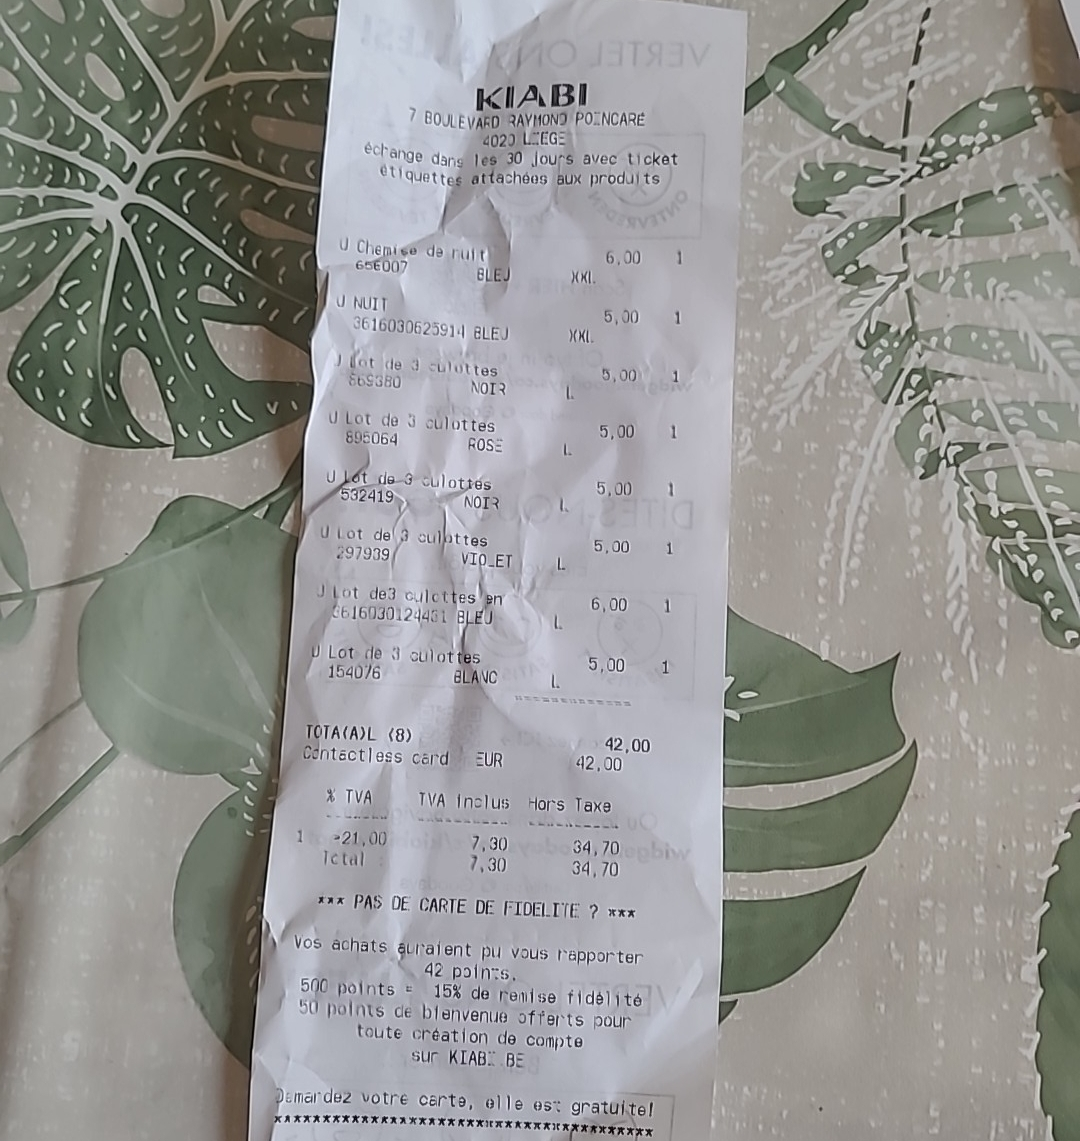 KIABI
7 BOULEVARD RAYMOND POINCARE
4020 LIEGE
échange dans les 30 jours avec ticket
étiquettes attachées aux produits
U Chemise de nuit 6,00 1
656007 BLEU XXL
U NUIT 5,00 1
3616030625914 BLEU XXL
U Lot de 3 culottes 5,00 1
869380 NOIR L
U Lot de 3 culottes 5,00 1
895064 ROSE L
U Lot de 3 culottes 5,00 1
532419 NOIR L
U Lot de 3 culottes 5,00 1
297939 VIOLET L
U Lot de3 culottes en 6,00 1
3616030124431 BLEU L
U Lot de 3 culottes 5,00 1
154076 BLANC L
TOTA(A)L (8) 42,00
Contactless card EUR 42,00
% TVA TVA inclus Hors Taxe
1 =21,00 7,30 34,70
Total 7,30 34,70
*** PAS DE CARTE DE FIDELITE ? ***
Vos achats auraient pu vous rapporter
42 points.
500 points = 15% de remise fidélité
50 points de bienvenue offerts pour
toute création de compte
sur KIABI.BE
Demandez votre carte, elle est gratuite!